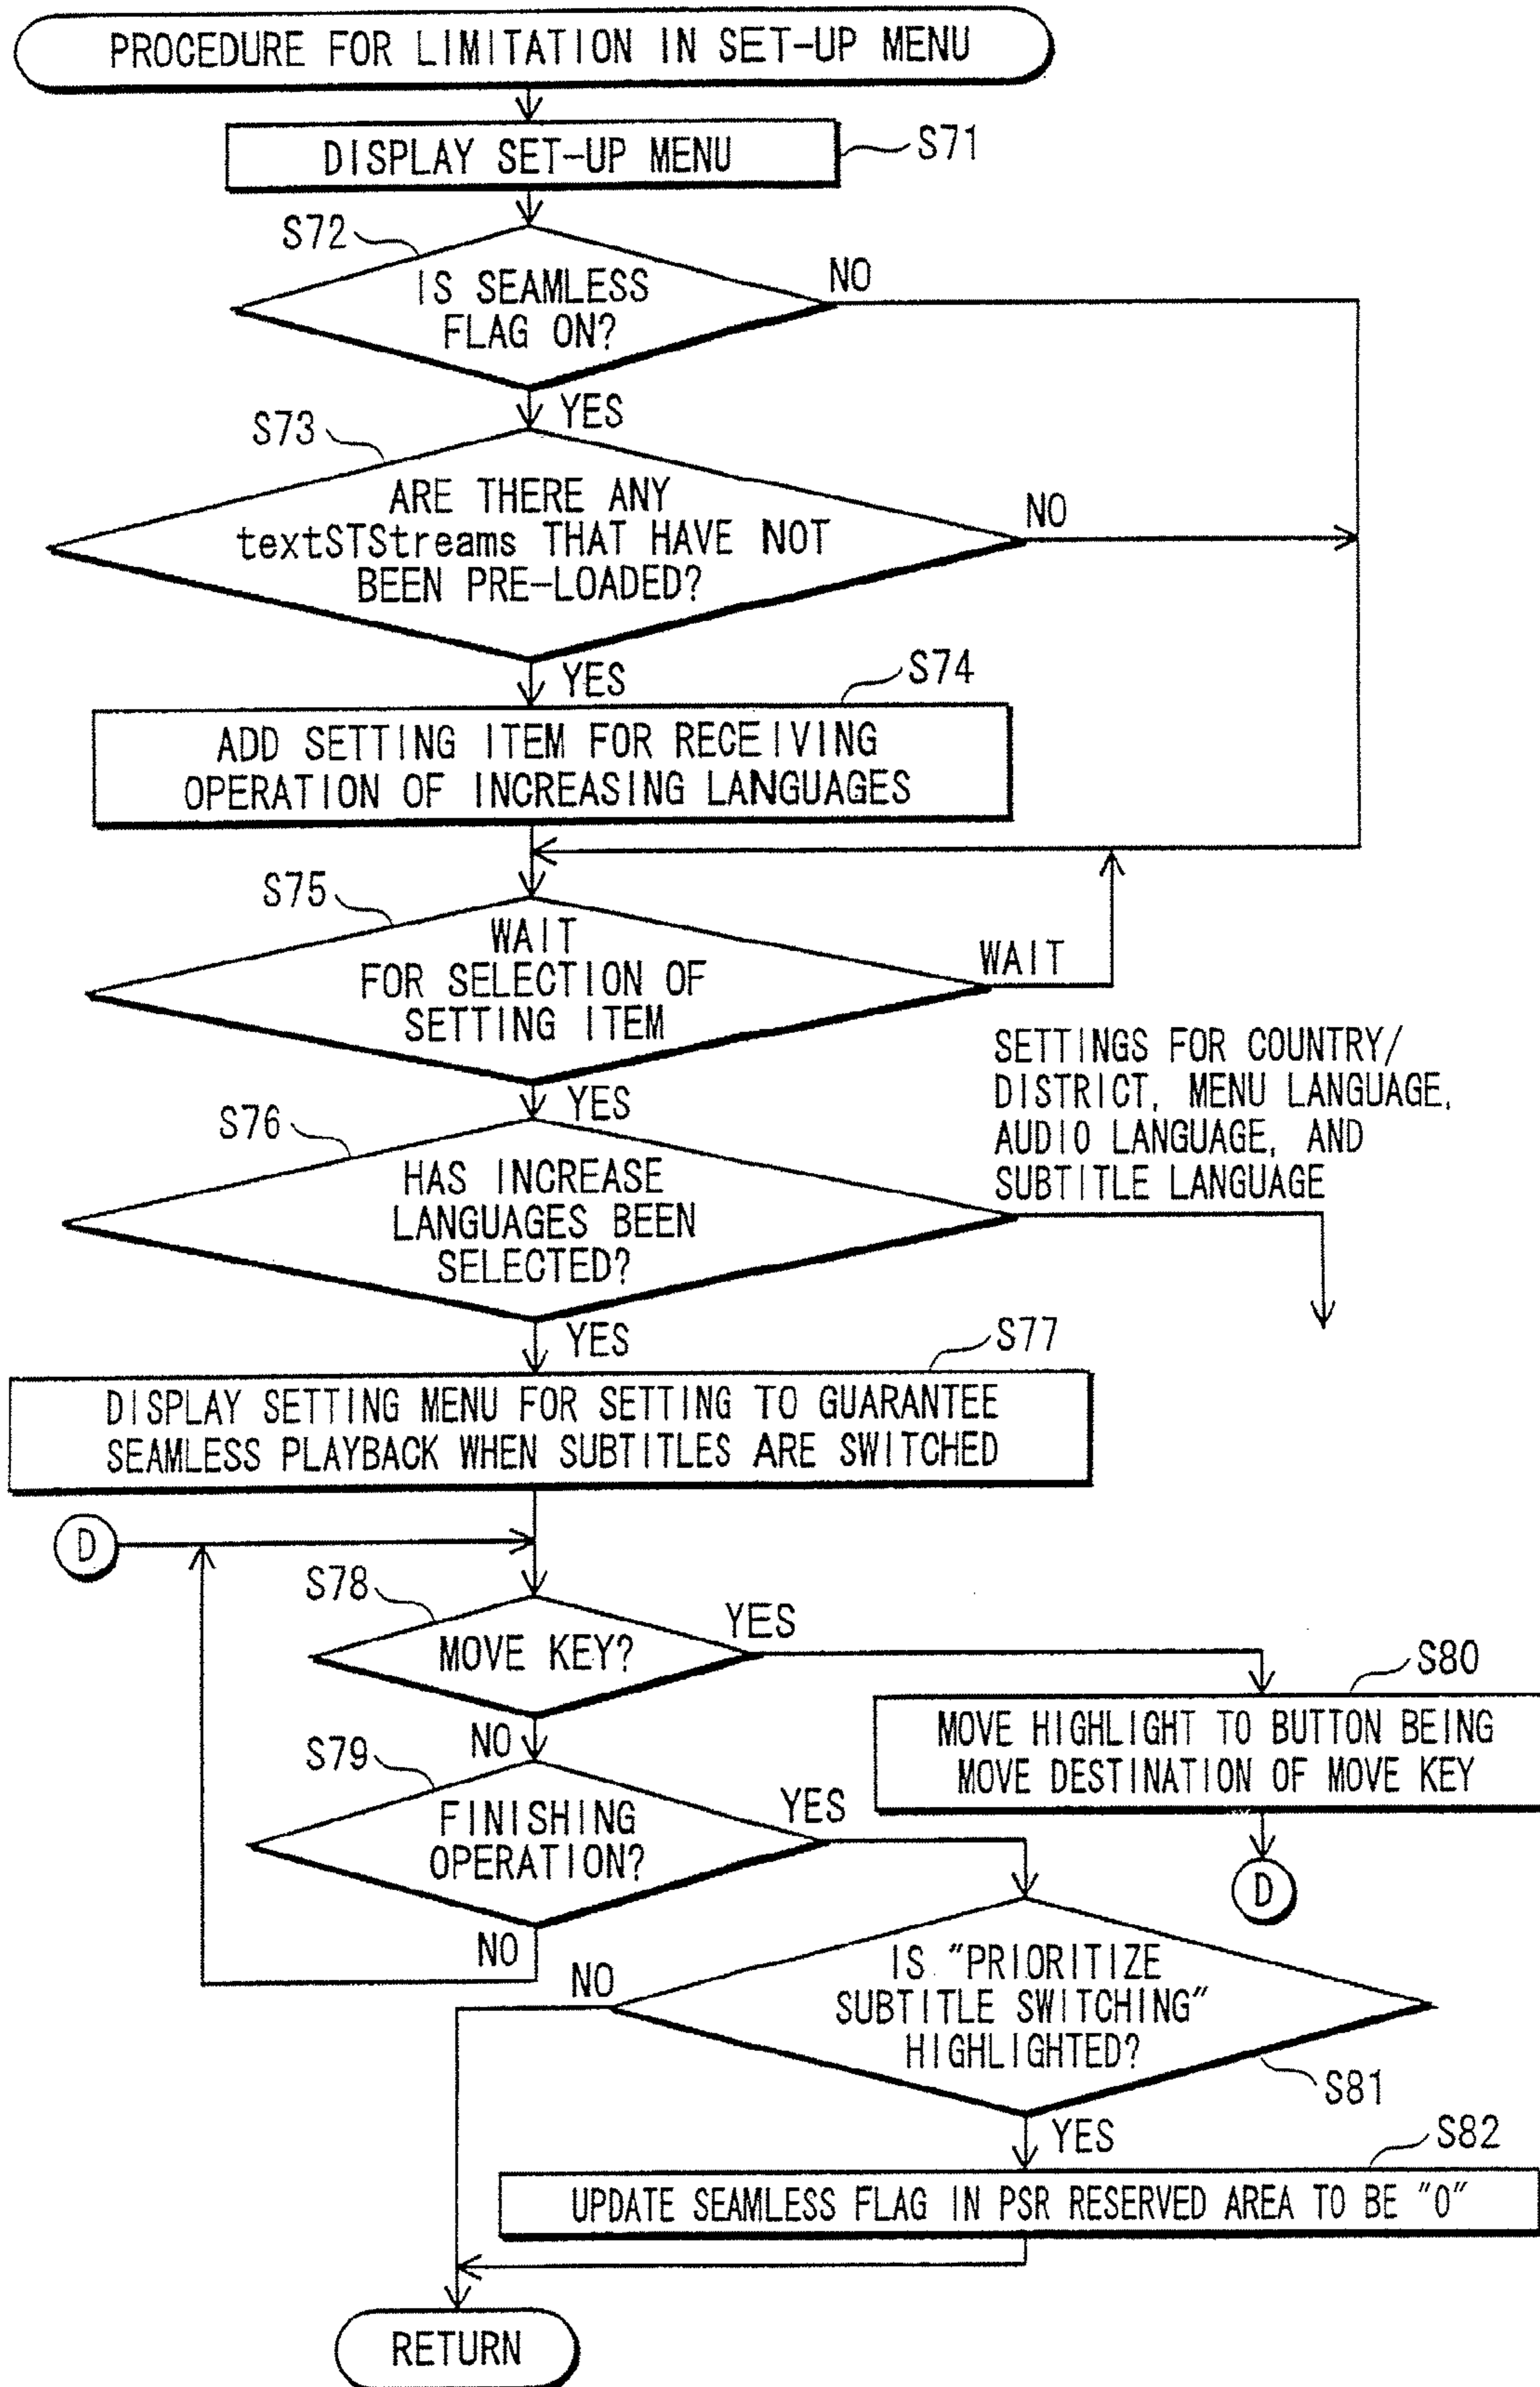 PROCEDURE FOR LIMITATION IN SET-UP MENU
DISPLAY SET-UP MENU
S71
S72
IS SEAMLESS
FLAG ON?
NO
YES
S73
ARE THERE ANY
textSTStreams THAT HAVE NOT
BEEN PRE-LOADED?
NO
YES
S74
ADD SETTING ITEM FOR RECEIVING
OPERATION OF INCREASING LANGUAGES
S75
WAIT
FOR SELECTION OF
SETTING ITEM
WAIT
YES
SETTINGS FOR COUNTRY/
DISTRICT, MENU LANGUAGE,
AUDIO LANGUAGE, AND
SUBTITLE LANGUAGE
S76
HAS INCREASE
LANGUAGES BEEN
SELECTED?
YES
S77
DISPLAY SETTING MENU FOR SETTING TO GUARANTEE
SEAMLESS PLAYBACK WHEN SUBTITLES ARE SWITCHED
D
S78
MOVE KEY?
YES
NO
S80
MOVE HIGHLIGHT TO BUTTON BEING
MOVE DESTINATION OF MOVE KEY
D
S79
FINISHING
OPERATION?
YES
NO
NO
IS "PRIORITIZE
SUBTITLE SWITCHING"
HIGHLIGHTED?
S81
YES
S82
UPDATE SEAMLESS FLAG IN PSR RESERVED AREA TO BE "0"
RETURN